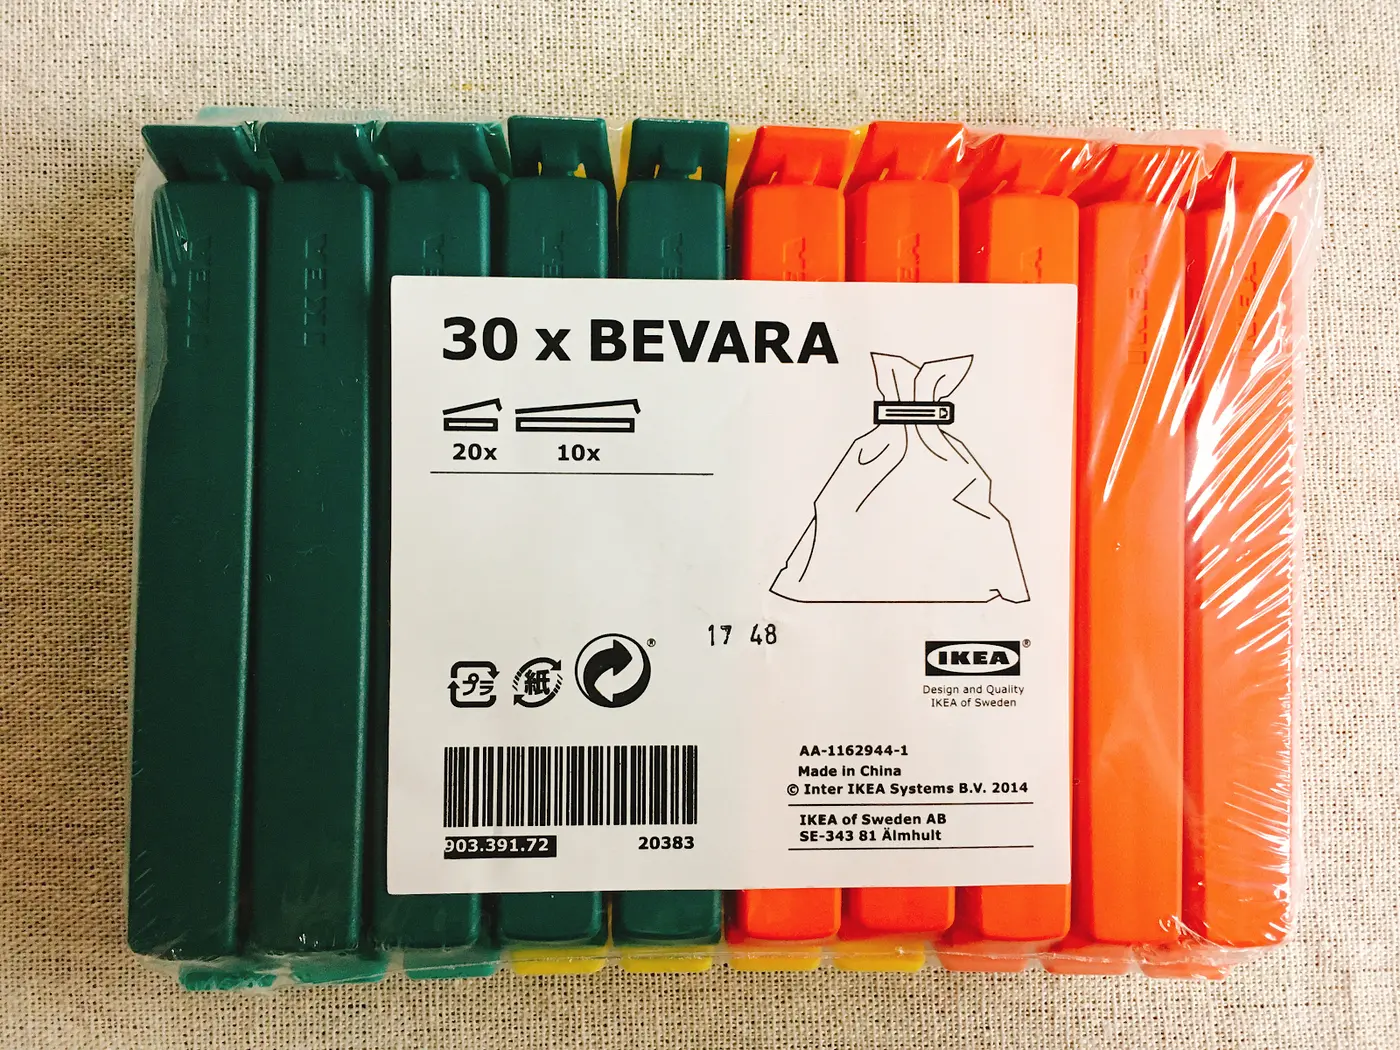 IKEA
IKEA
IKEA
IKEA
30 x BEVARA
20x 10x
17 48
プラ
紙
®
IKEA®
Design and Quality
IKEA of Sweden
AA-1162944-1
Made in China
© Inter IKEA Systems B.V. 2014
IKEA of Sweden AB
SE-343 81 Älmhult
903.391.72 20383